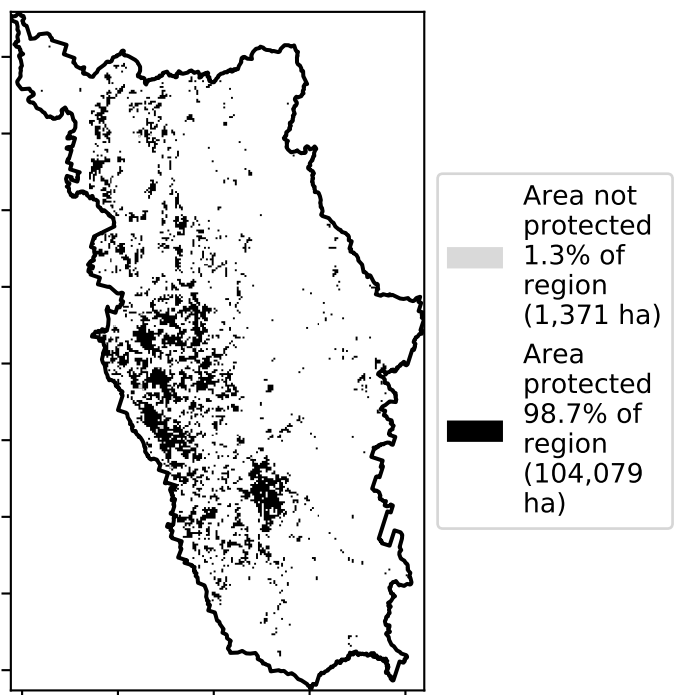 Area not
protected
1.3% of
region
(1,371 ha)
Area
protected
98.7% of
region
(104,079
ha)